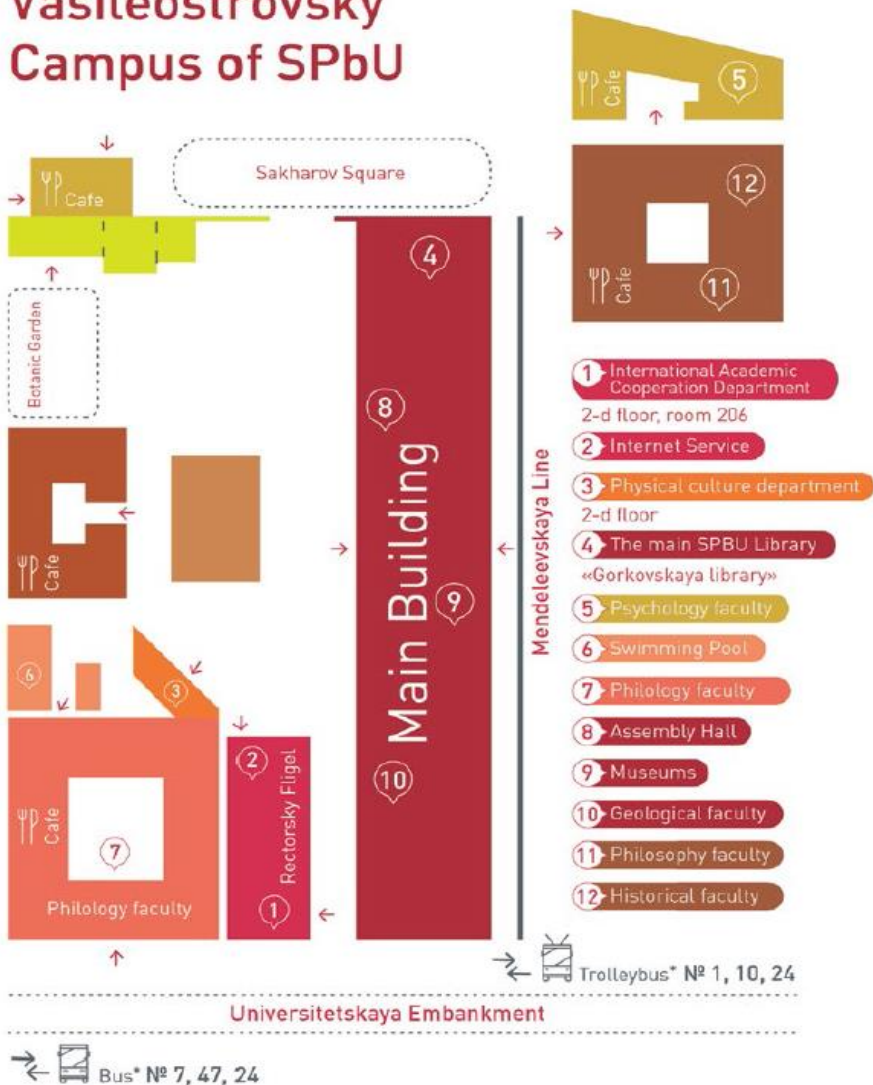 Vasileostrovsky
Campus of SPbU
Cafe
5
Sakharov Square
Cafe
12
4
11
Cafe
Botanic Garden
8
Main Building
9
10
Mendeleevskaya Line
Cafe
6
3
2
Rectorsky Fligel
1
Cafe
7
Philology faculty
1 International Academic
Cooperation Department
2-d floor, room 206
2 Internet Service
3 Physical culture department
2-d floor
4 The main SPBU Library
«Gorkovskaya library»
5 Psychology faculty
6 Swimming Pool
7 Philology faculty
8 Assembly Hall
9 Museums
10 Geological faculty
11 Philosophy faculty
12 Historical faculty
Trolleybus* № 1, 10, 24
Universitetskaya Embankment
Bus* № 7, 47, 24